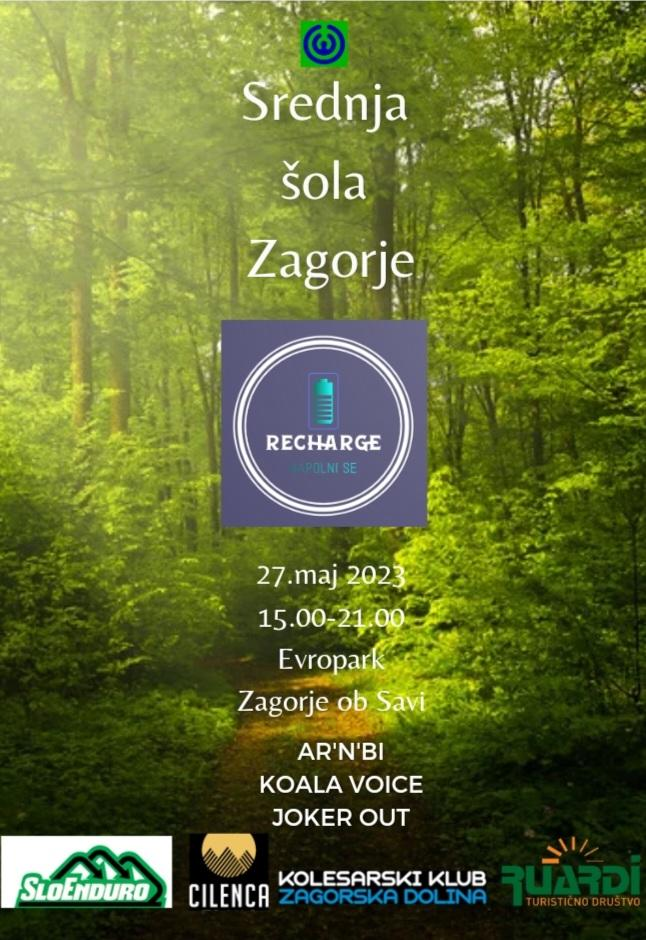 Srednja
šola
Zagorje
RECHARGE
NAPOLNI SE
27.maj 2023
15.00-21.00
Evropark
Zagorje ob Savi
AR'N'BI
KOALA VOICE
JOKER OUT
SLOENDURO
CILENCA
KOLESARSKI KLUB
ZAGORSKA DOLINA
RUARDI
TURISTIČNO DRUŠTVO